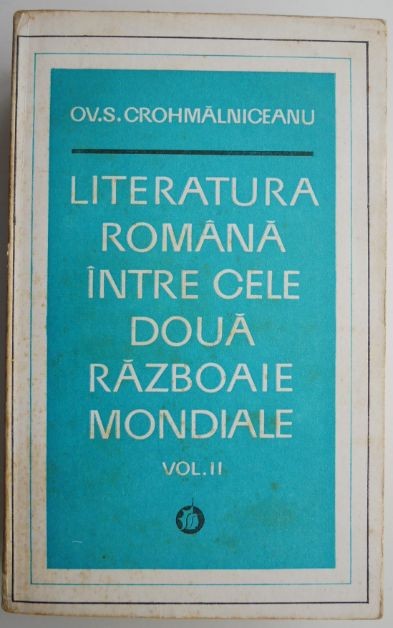 OV.S.CROHMĂLNICEANU
LITERATURA
ROMÂNĂ
ÎNTRE CELE
DOUĂ
RĂZBOAIE
MONDIALE
VOL.II